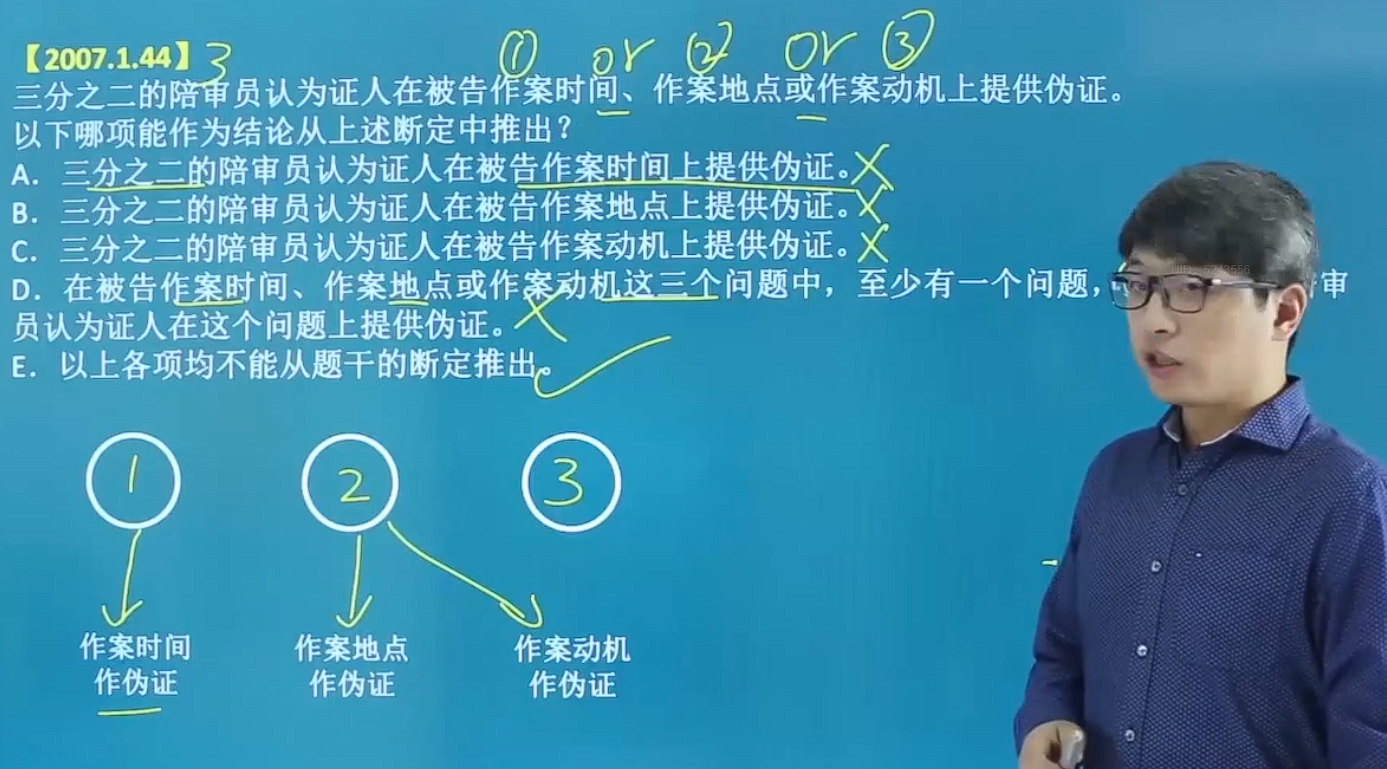 【2007.1.44】3
① or ② or ③
三分之二的陪审员认为证人在被告作案时间、作案地点或作案动机上提供伪证。
以下哪项能作为结论从上述断定中推出？
A. 三分之二的陪审员认为证人在被告作案时间上提供伪证。X
B. 三分之二的陪审员认为证人在被告作案地点上提供伪证。X
C. 三分之二的陪审员认为证人在被告作案动机上提供伪证。X
D. 在被告作案时间、作案地点或作案动机这三个问题中，至少有一个问题，审
员认为证人在这个问题上提供伪证。X
E. 以上各项均不能从题干的断定推出。✓
1 2 3
作案时间 作案地点 作案动机
作伪证 作伪证 作伪证